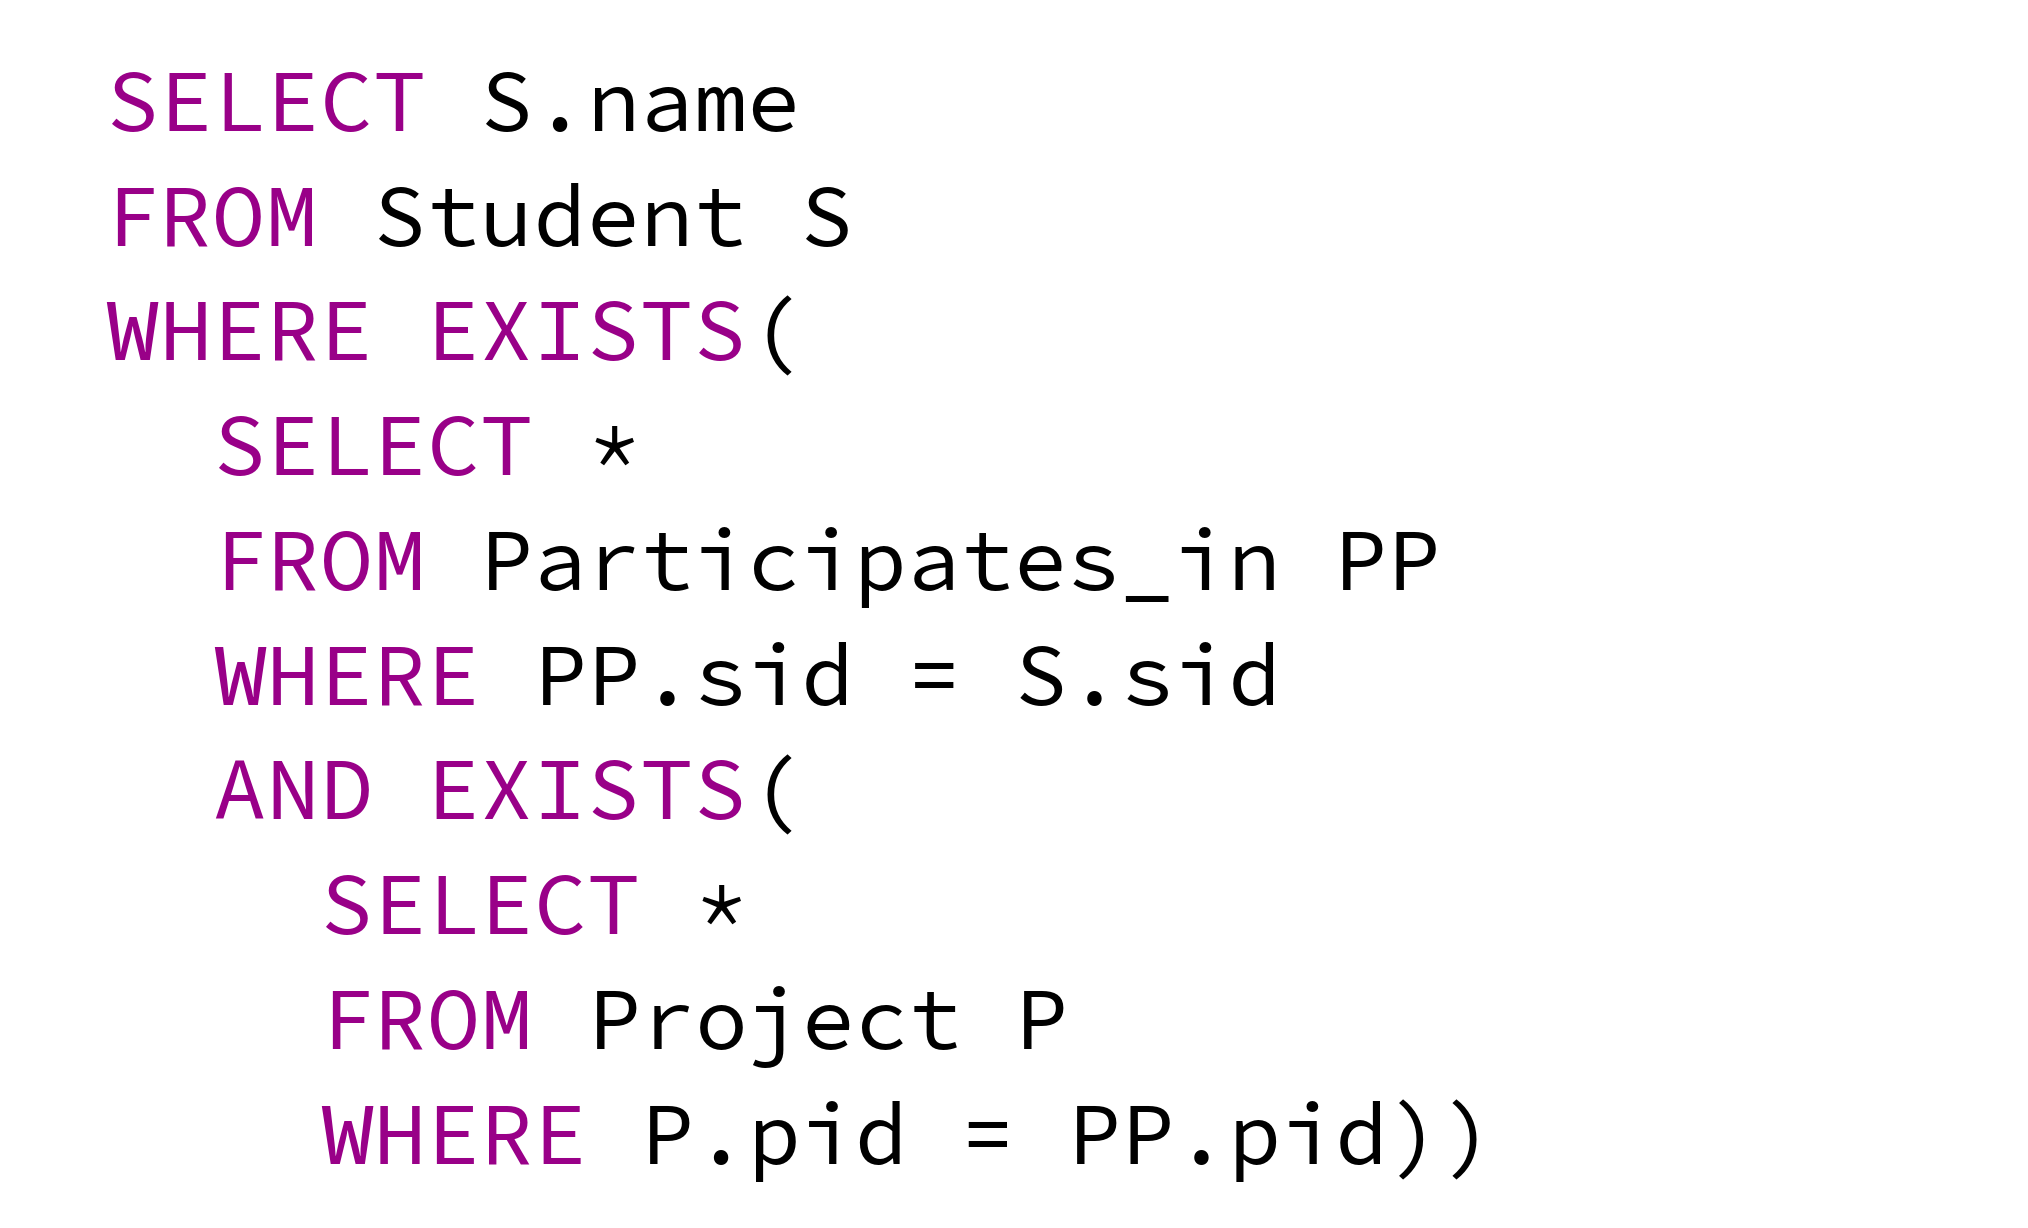 SELECT S.name
FROM Student S
WHERE EXISTS(
SELECT *
FROM Participates_in PP
WHERE PP.sid = S.sid
AND EXISTS(
SELECT *
FROM Project P
WHERE P.pid = PP.pid))